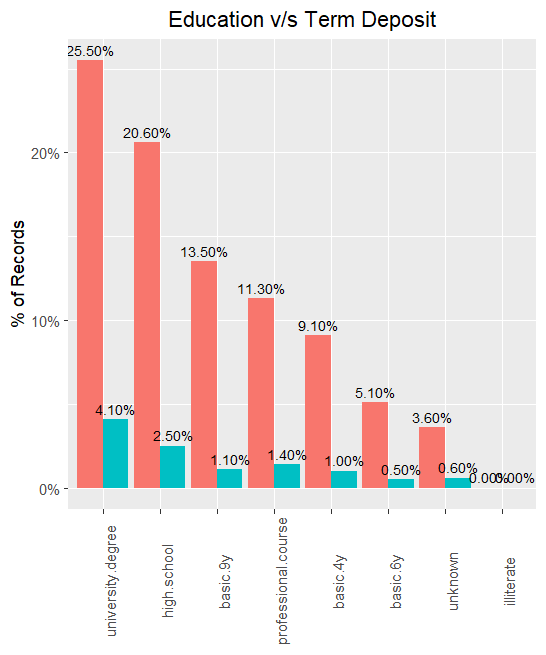 Education v/s Term Deposit
% of Records
20%
10%
0%
25.50%
4.10%
20.60%
2.50%
13.50%
1.10%
11.30%
1.40%
9.10%
1.00%
5.10%
0.50%
3.60%
0.60%
0.00%
0.00%
university.degree
high.school
basic.9y
professional.course
basic.4y
basic.6y
unknown
illiterate